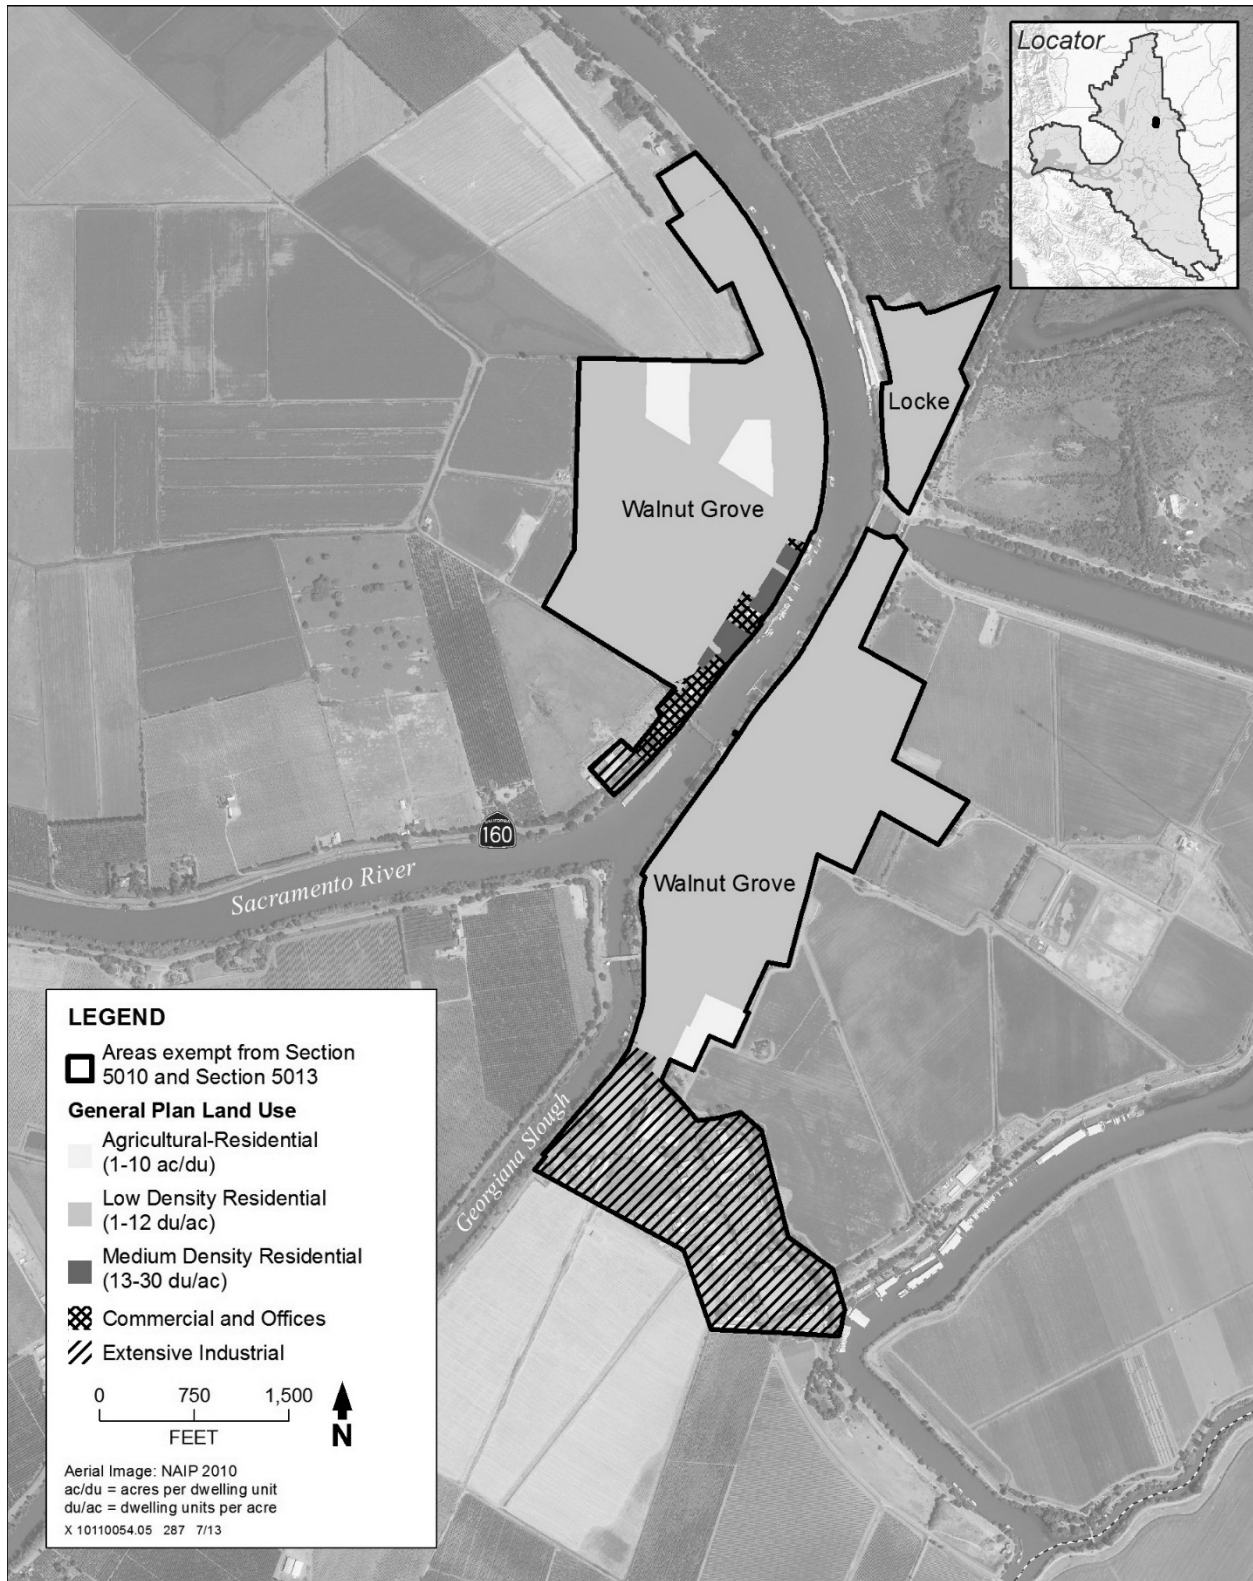 Locator
Locke
Walnut Grove
CALIFORNIA
160
Sacramento River
Walnut Grove
Georgiana Slough
LEGEND
Areas exempt from Section
5010 and Section 5013
General Plan Land Use
Agricultural-Residential
(1-10 ac/du)
Low Density Residential
(1-12 du/ac)
Medium Density Residential
(13-30 du/ac)
Commercial and Offices
Extensive Industrial
0 750 1,500
FEET
N
Aerial Image: NAIP 2010
ac/du = acres per dwelling unit
du/ac = dwelling units per acre
X 10110054.05 287 7/13